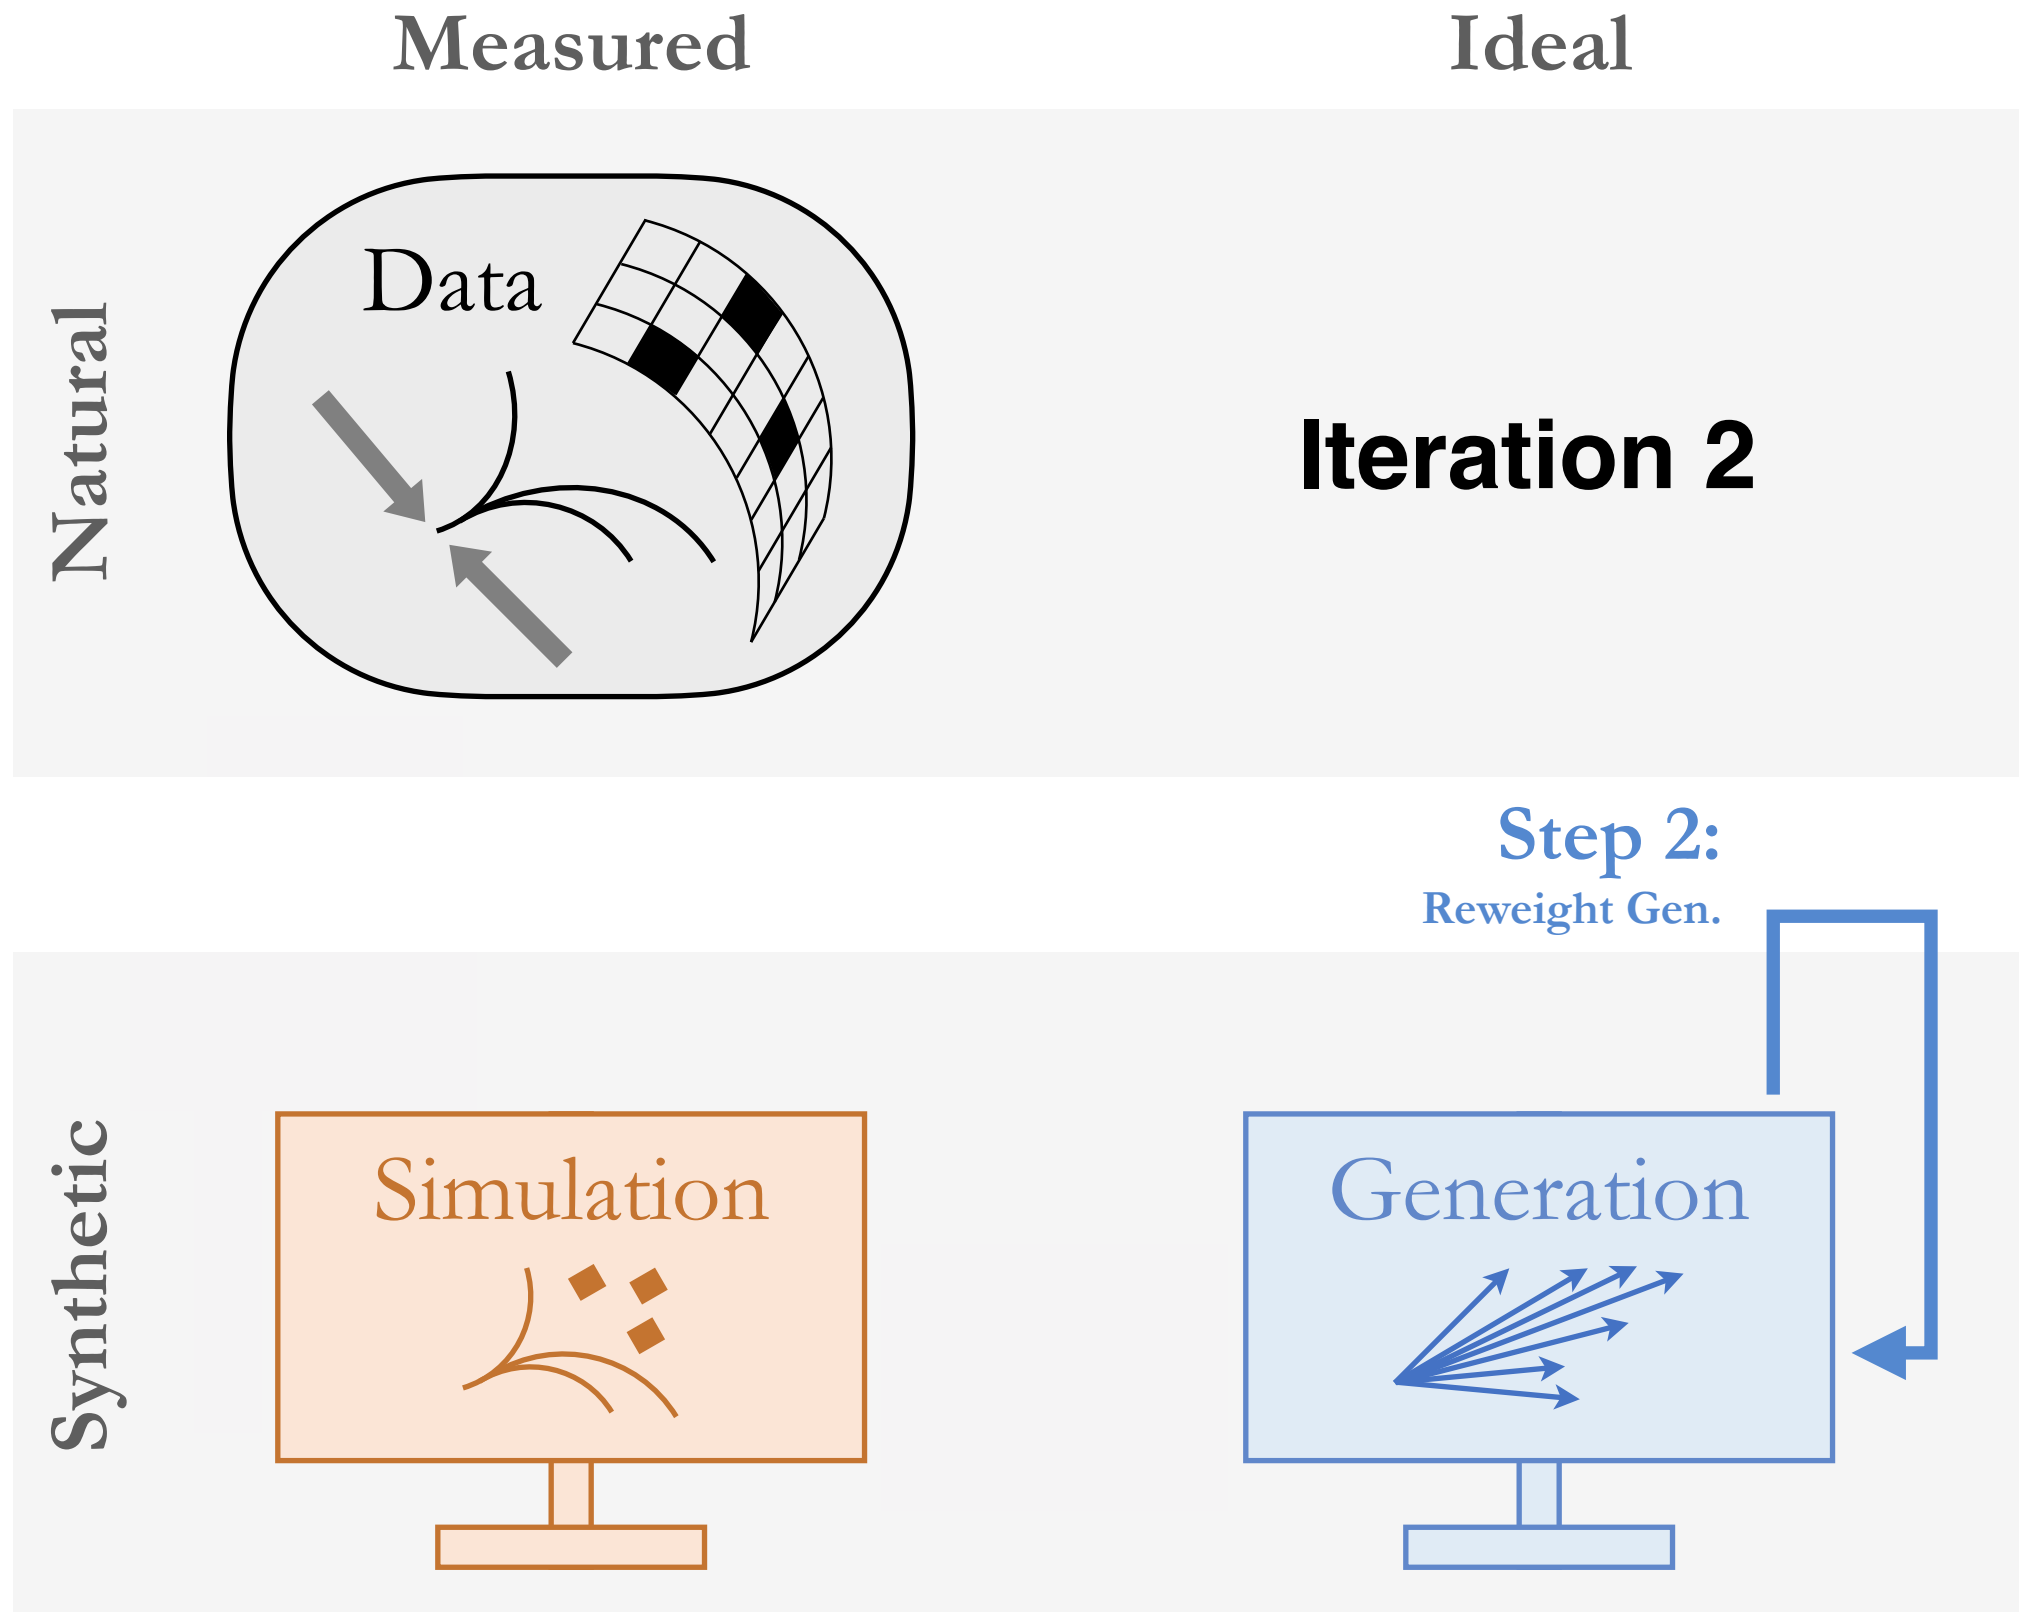 Measured
Ideal
Natural
Data
Iteration 2
Step 2:
Reweight Gen.
Synthetic
Simulation
Generation